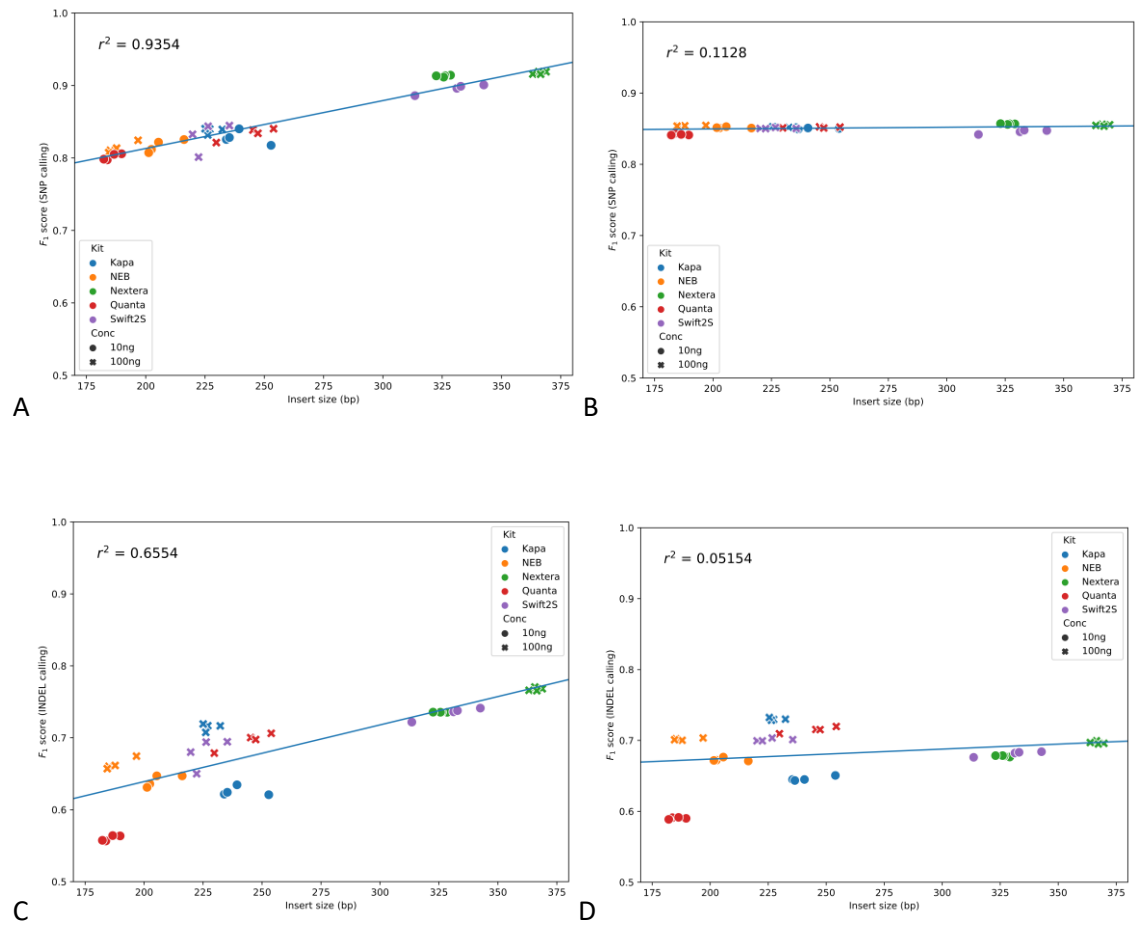 1.0
0.9
0.8
0.7
0.6
0.5
F1 score (SNP calling)
r² = 0.9354
Kit
Kapa
NEB
Nextera
Quanta
Swift2S
Conc
10ng
100ng
175 200 225 250 275 300 325 350 375
Insert size (bp)
A
1.0
0.9
0.8
0.7
0.6
0.5
F1 score (SNP calling)
r² = 0.1128
Kit
Kapa
NEB
Nextera
Quanta
Swift2S
Conc
10ng
100ng
175 200 225 250 275 300 325 350 375
Insert size (bp)
B
1.0
0.9
0.8
0.7
0.6
0.5
F1 score (INDEL calling)
r² = 0.6554
Kit
Kapa
NEB
Nextera
Quanta
Swift2S
Conc
10ng
100ng
175 200 225 250 275 300 325 350 375
Insert size (bp)
C
1.0
0.9
0.8
0.7
0.6
0.5
F1 score (INDEL calling)
r² = 0.05154
Kit
Kapa
NEB
Nextera
Quanta
Swift2S
Conc
10ng
100ng
175 200 225 250 275 300 325 350 375
Insert size (bp)
D